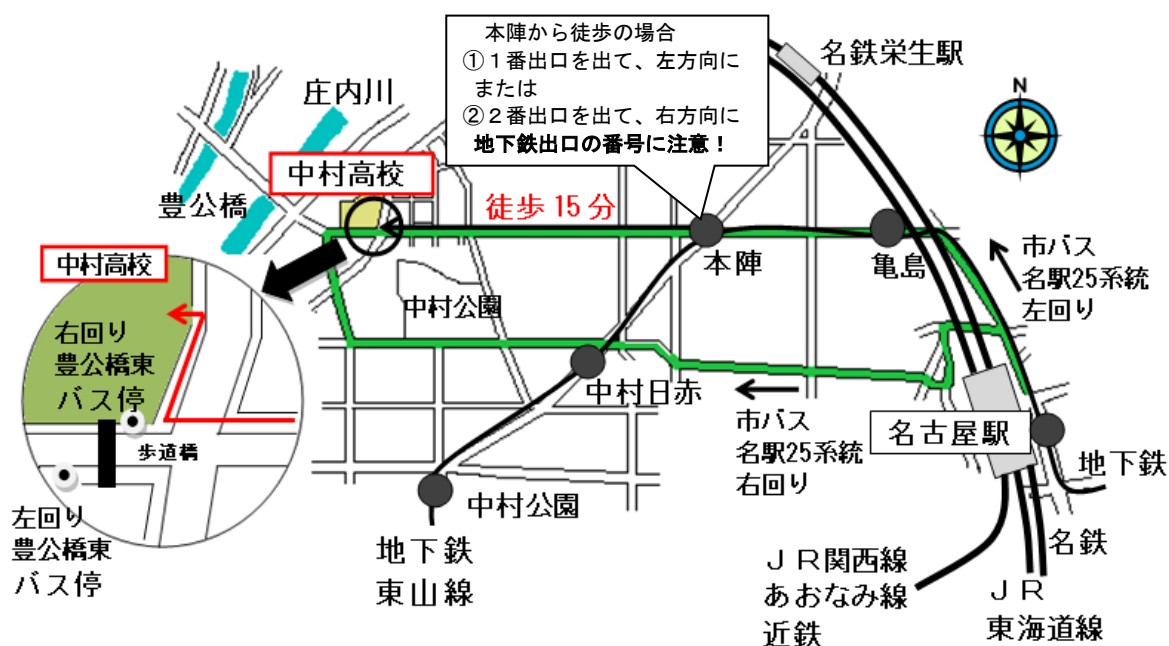 本陣から徒歩の場合
①1番出口を出て、左方向に
または
②2番出口を出て、右方向に
地下鉄出口の番号に注意！
名鉄栄生駅
N
庄内川
中村高校
豊公橋
徒歩15分
本陣
亀島
市バス
名駅25系統
左回り
中村高校
中村公園
右回り
豊公橋東
バス停
歩道橋
中村日赤
市バス
名駅25系統
右回り
名古屋駅
地下鉄
左回り
豊公橋東
バス停
中村公園
地下鉄
東山線
ＪＲ関西線
あおなみ線
近鉄
名鉄
ＪＲ
東海道線